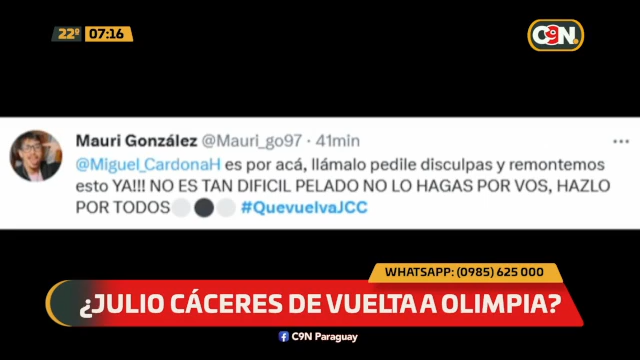 22º 07:16
C9N.
Mauri González @Mauri_go97 · 41min
@Miguel_CardonaH es por acá, llámalo pedile disculpas y remontemos
esto YA!!! NO ES TAN DIFICIL PELADO NO LO HAGAS POR VOS, HAZLO
POR TODOS⚪⚫⚪ #QuevuelvaJCC
WHATSAPP: (0985) 625 000
¿JULIO CÁCERES DE VUELTA A OLIMPIA?
C9N Paraguay